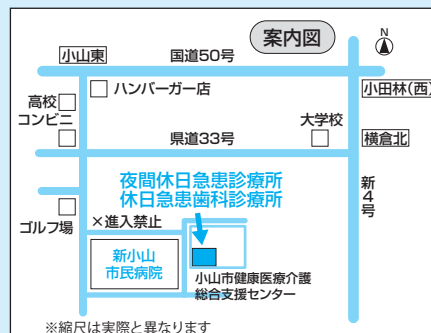 案内図
N
小山東
国道50号
ハンバーガー店
小田林(西)
高校
コンビニ
大学校
県道33号
横倉北
夜間休日急患診療所
休日急患歯科診療所
新4号
×進入禁止
ゴルフ場
新小山
市民病院
小山市健康医療介護
総合支援センター
※縮尺は実際と異なります